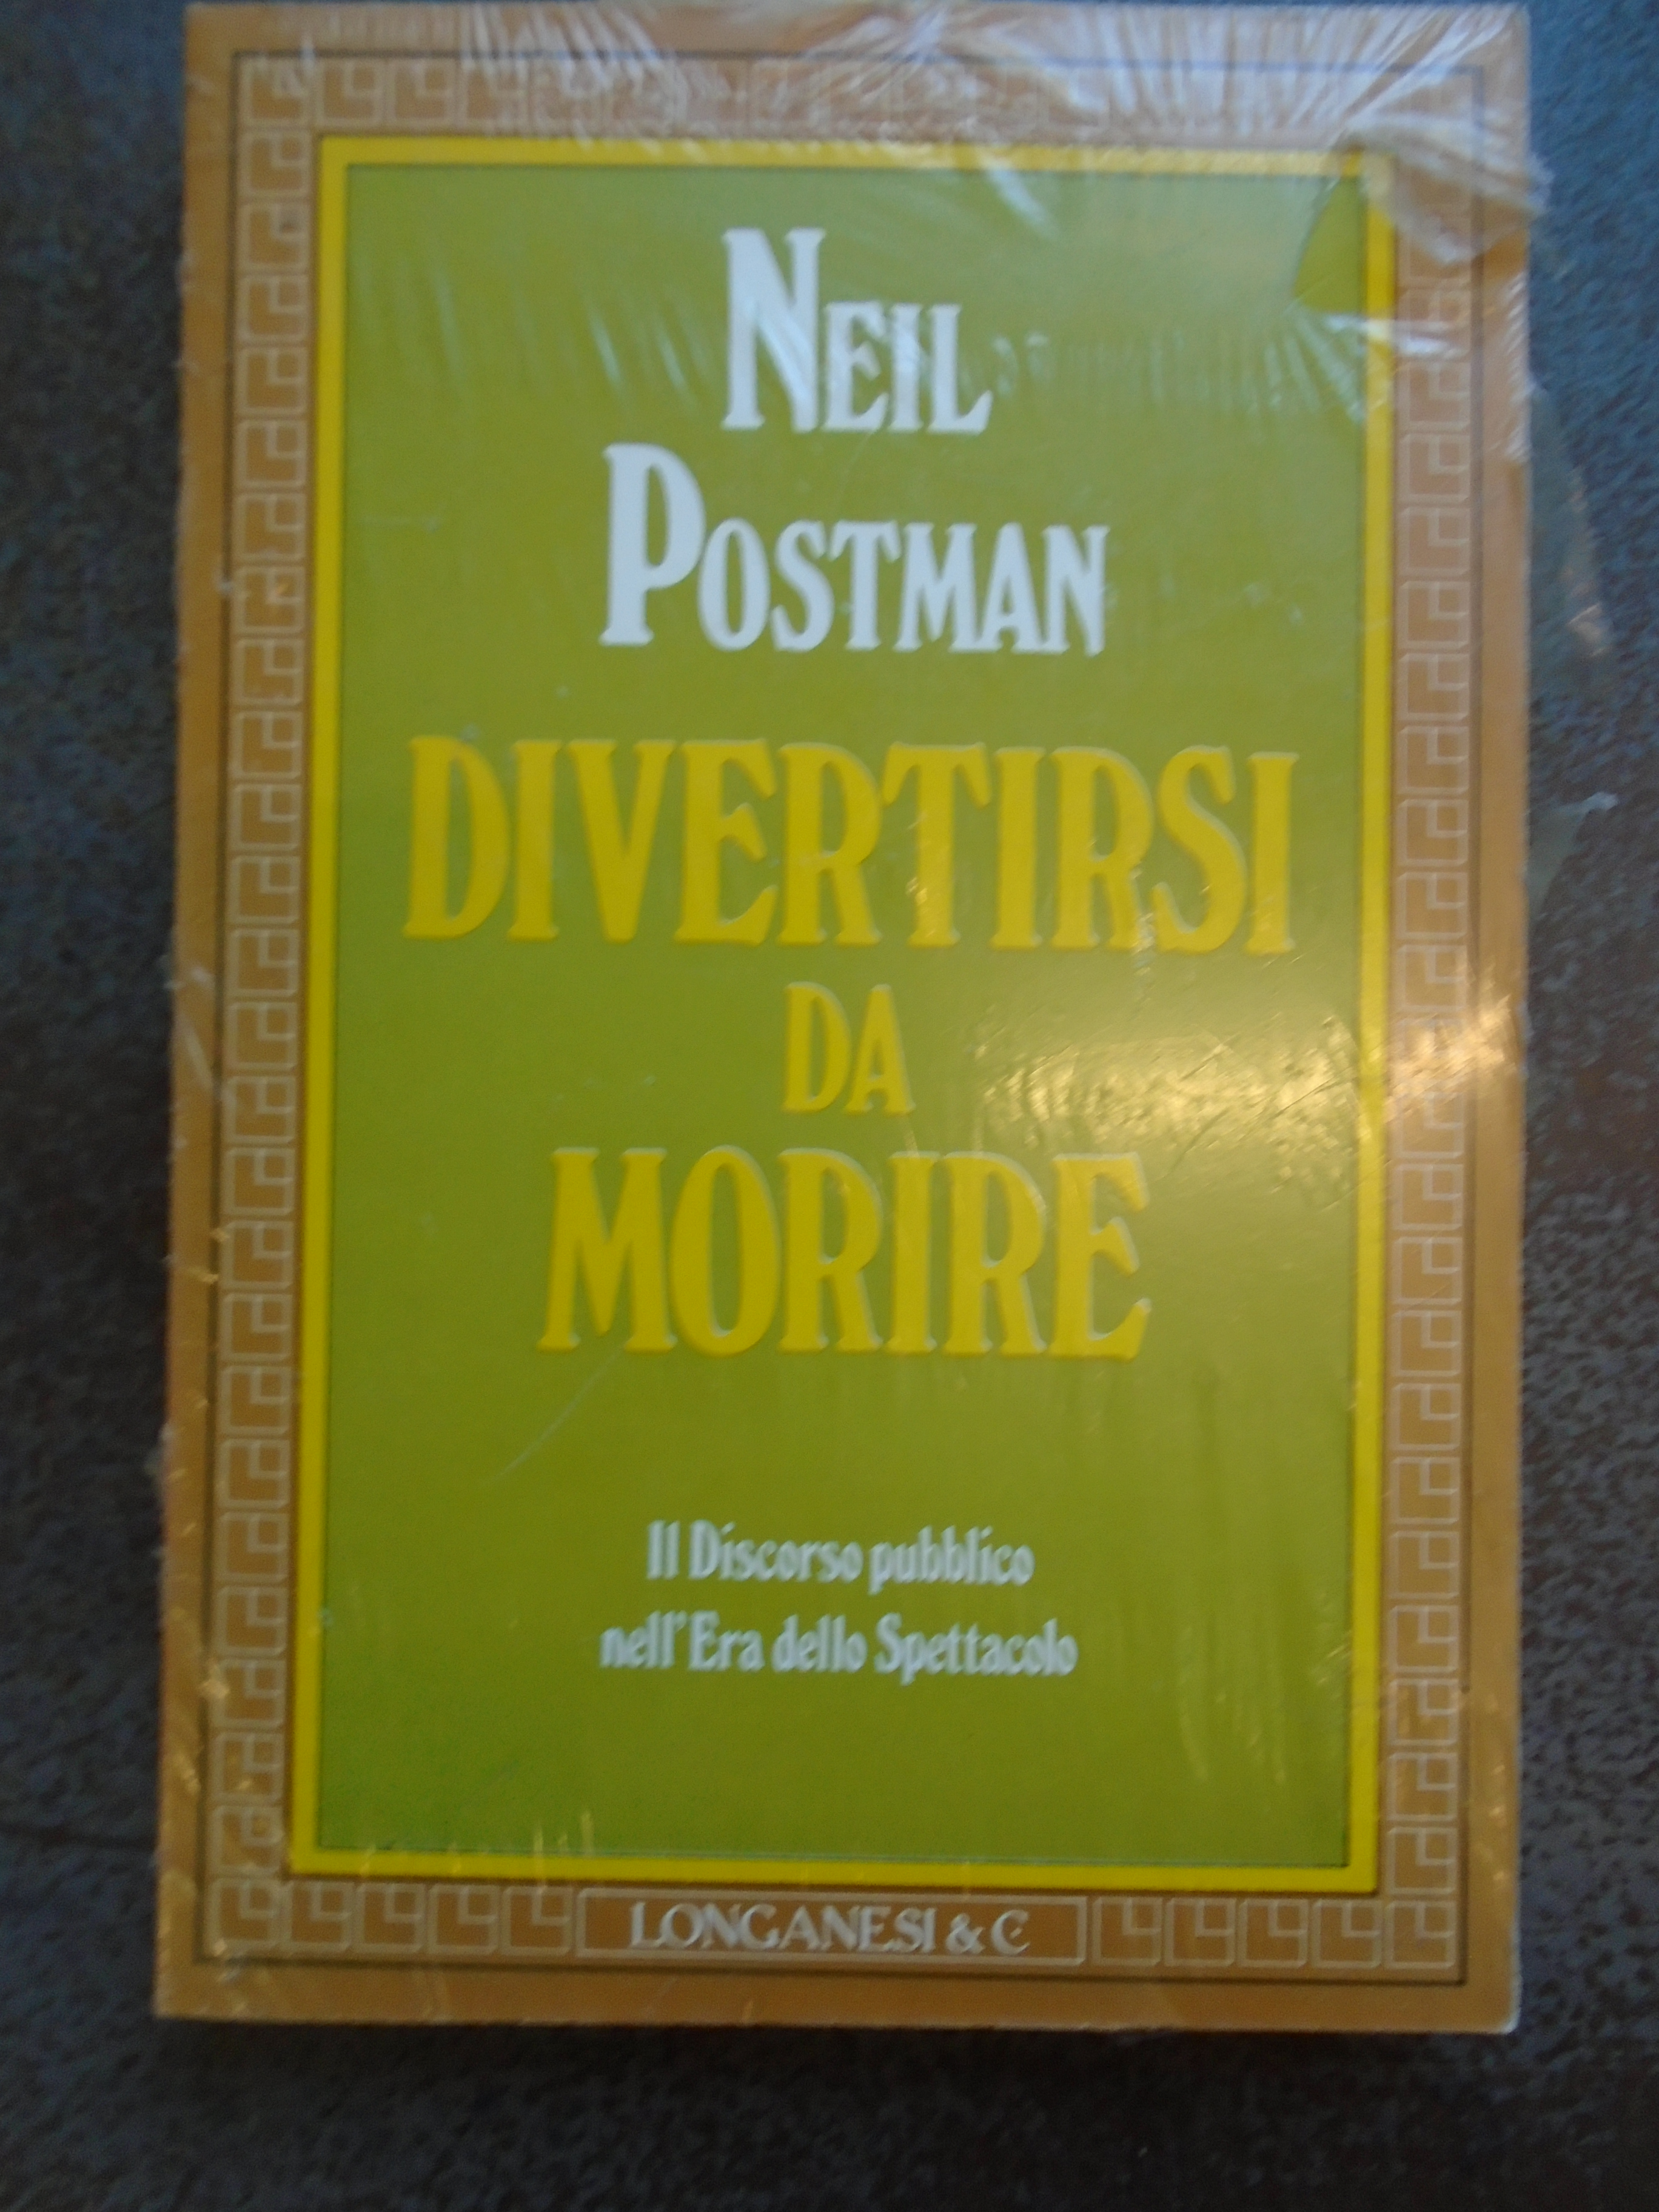 NEIL
POSTMAN
DIVERTIRSI
DA
MORIRE
Il Discorso pubblico
nell'Era dello Spettacolo
LONGANESI & C